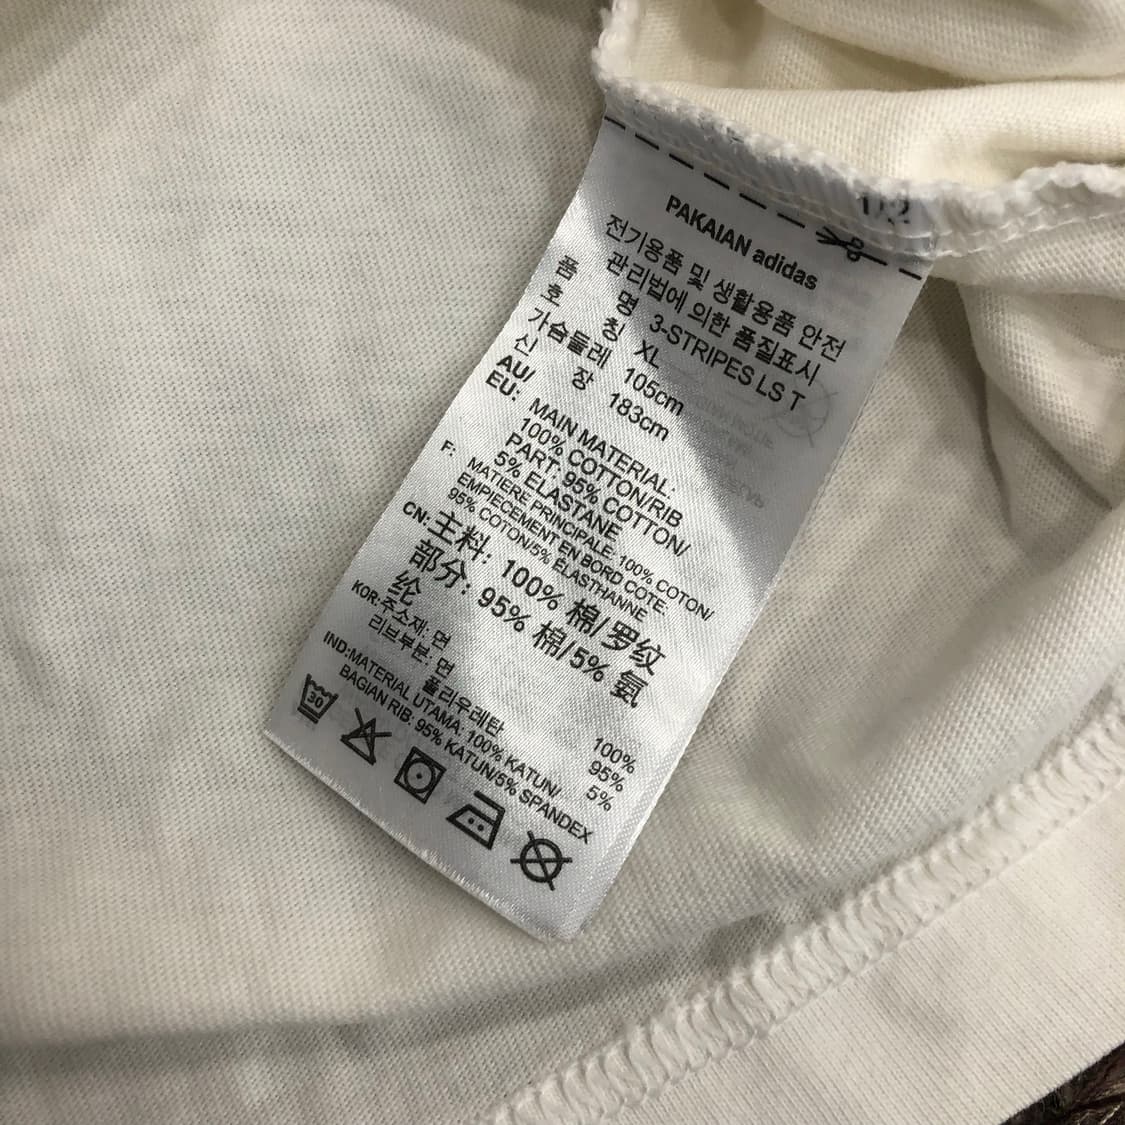 1/2
PAKAIAN adidas
전기용품 및 생활용품 안전
관리법에 의한 품질표시
품 명 3-STRIPES LS T
호 칭 XL
가슴둘레 105cm
신 장 183cm
AU/
EU: MAIN MATERIAL:
100% COTTON/RIB
PART: 95% COTTON/
5% ELASTANE
F: MATIERE PRINCIPALE: 100% COTON/
EMPIECEMENT EN BORD COTE:
95% COTON/5% ÉLASTHANNE
CN: 主料: 100% 棉/罗纹
部分: 95% 棉/5% 氨
纶
KOR: 주소재: 면 100%
리브부분: 면 95%
폴리우레탄 5%
IND: MATERIAL UTAMA: 100% KATUN/
BAGIAN RIB: 95% KATUN/5% SPANDEX
30